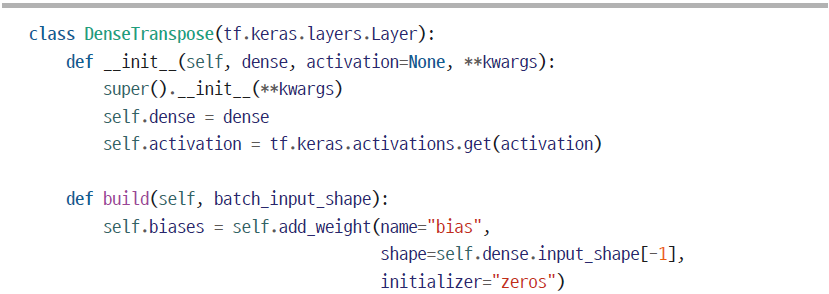 class DenseTranspose(tf.keras.layers.Layer):
    def __init__(self, dense, activation=None, **kwargs):
        super().__init__(**kwargs)
        self.dense = dense
        self.activation = tf.keras.activations.get(activation)
    def build(self, batch_input_shape):
        self.biases = self.add_weight(name="bias",
                                      shape=self.dense.input_shape[-1],
                                      initializer="zeros")